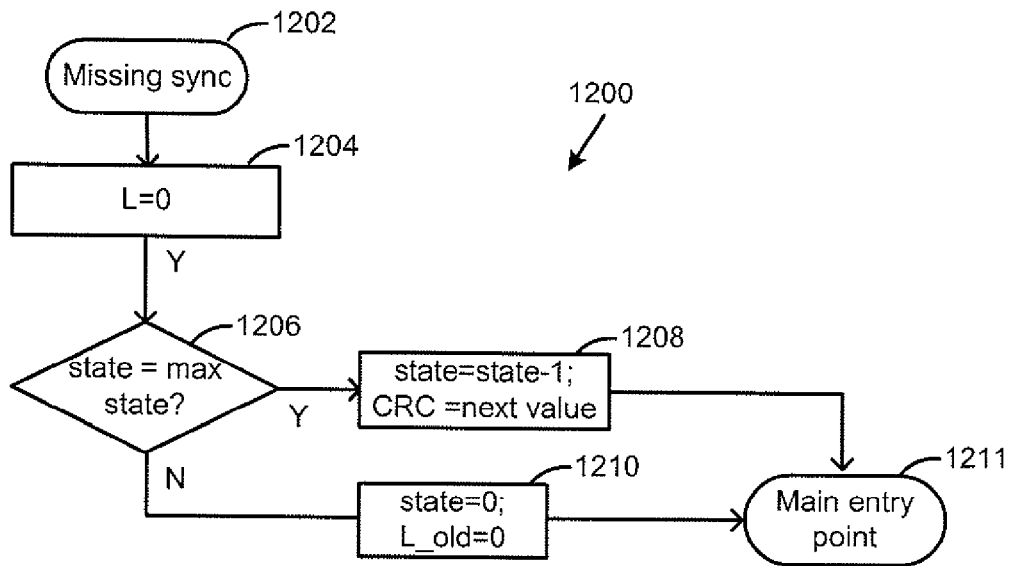 1202
Missing sync
1200
1204
L=0
Y
1206
state = max
state?
Y
1208
state=state-1;
CRC =next value
N
1210
state=0;
L_old=0
1211
Main entry
point